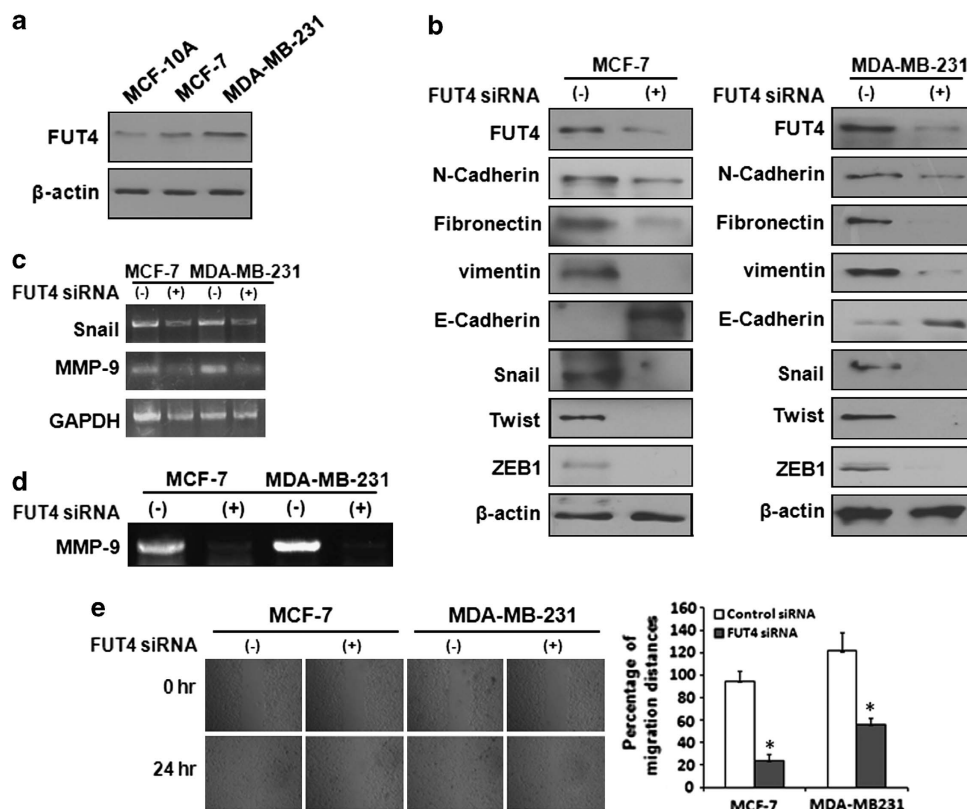 a
MCF-10A
MCF-7
MDA-MB-231
FUT4
β-actin
b
MCF-7
FUT4 siRNA (-) (+)
FUT4
N-Cadherin
Fibronectin
vimentin
E-Cadherin
Snail
Twist
ZEB1
β-actin
MDA-MB-231
FUT4 siRNA (-) (+)
FUT4
N-Cadherin
Fibronectin
vimentin
E-Cadherin
Snail
Twist
ZEB1
β-actin
c
MCF-7 MDA-MB-231
FUT4 siRNA (-) (+) (-) (+)
Snail
MMP-9
GAPDH
d
MCF-7 MDA-MB-231
FUT4 siRNA (-) (+) (-) (+)
MMP-9
e
MCF-7 MDA-MB-231
FUT4 siRNA (-) (+) (-) (+)
0 hr
24 hr
Percentage of
migration distances
160
140
120
100
80
60
40
20
0
Control siRNA
FUT4 siRNA
*
*
MCF-7 MDA-MB231